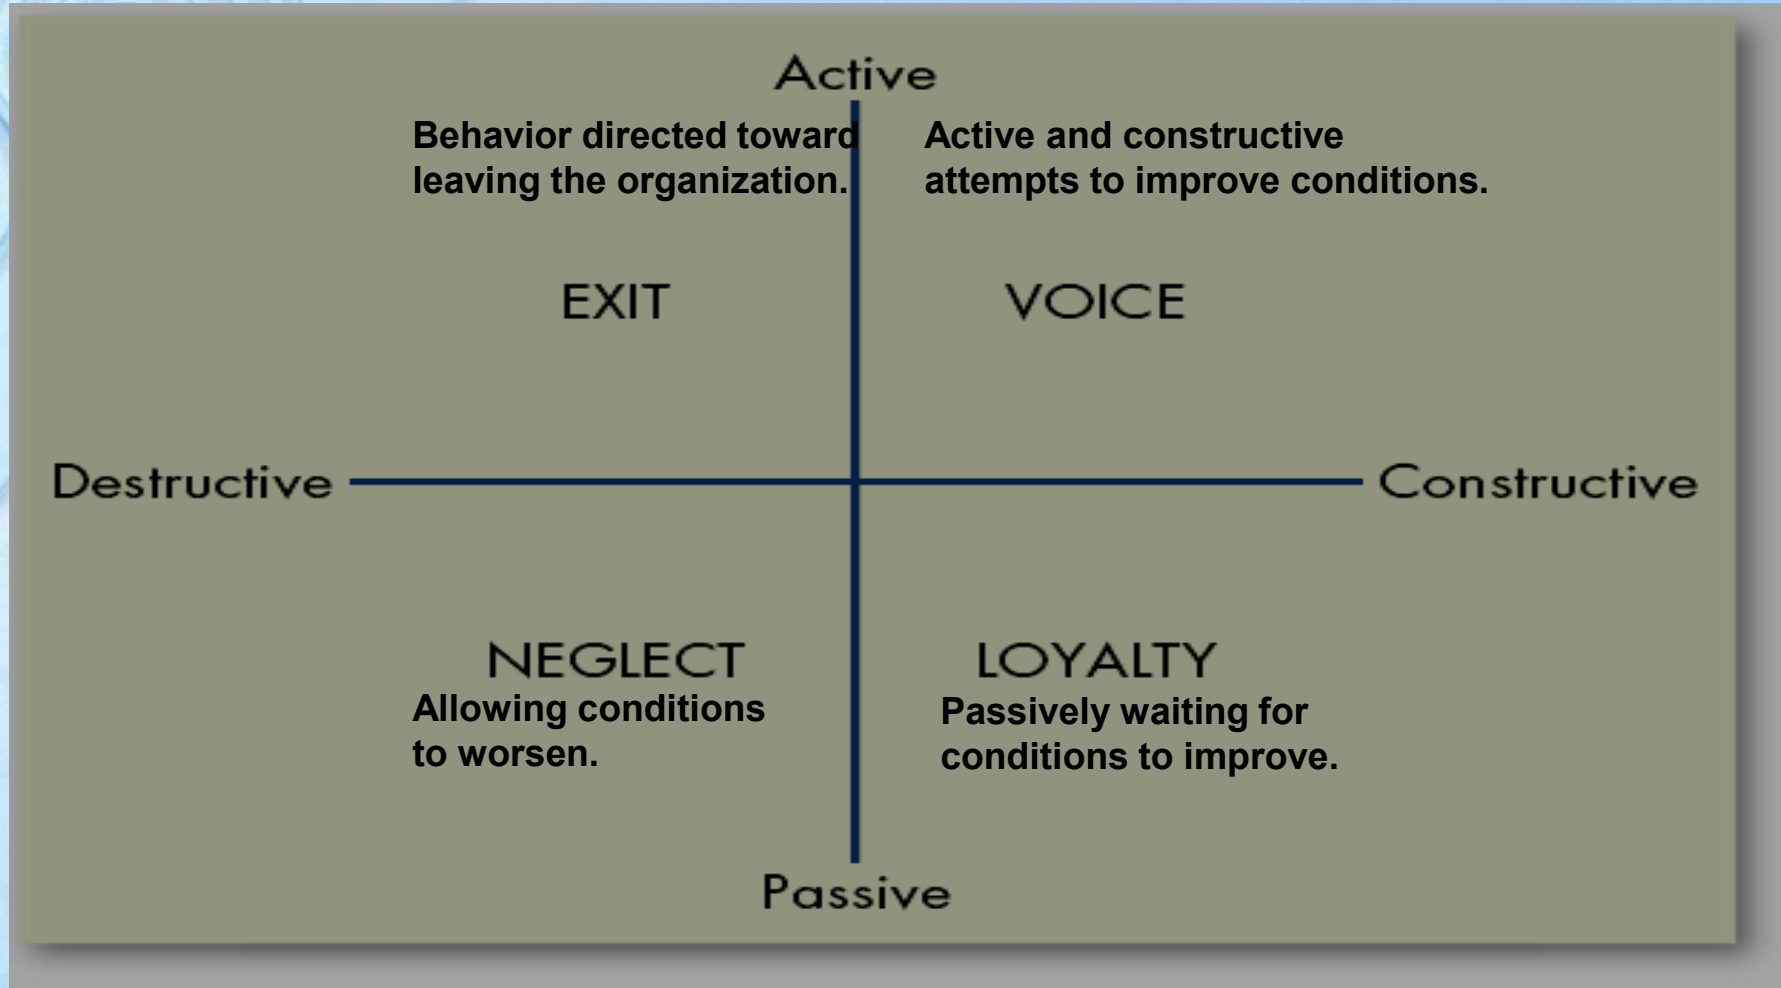 Active
Behavior directed toward
leaving the organization.
Active and constructive
attempts to improve conditions.
EXIT
VOICE
Destructive
Constructive
NEGLECT
Allowing conditions
to worsen.
LOYALTY
Passively waiting for
conditions to improve.
Passive